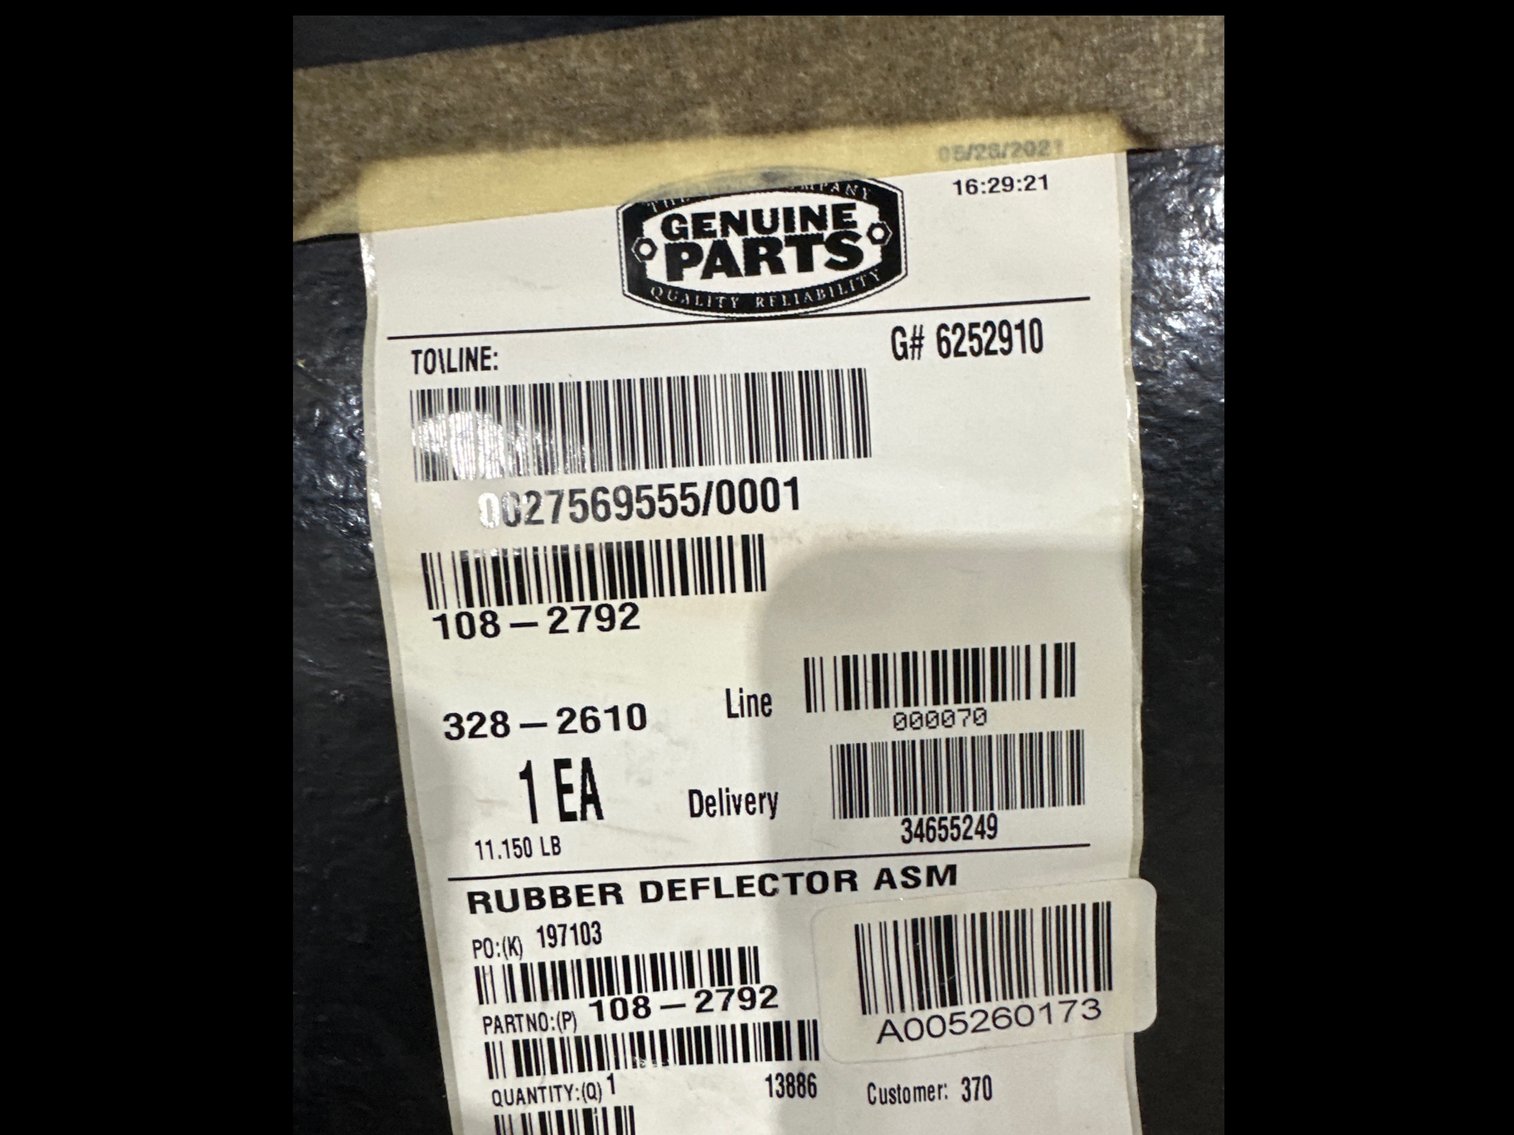 05/26/2021
16:29:21
GENUINE
PARTS
QUALITY RELIABILITY
TO\LINE:
G# 6252910
0027569555/0001
108-2792
328-2610
Line
000070
1 EA
Delivery
34655249
11.150 LB
RUBBER DEFLECTOR ASM
PO:(K) 197103
PARTNO:(P) 108-2792
A005260173
QUANTITY:(Q) 1
13886
Customer: 370